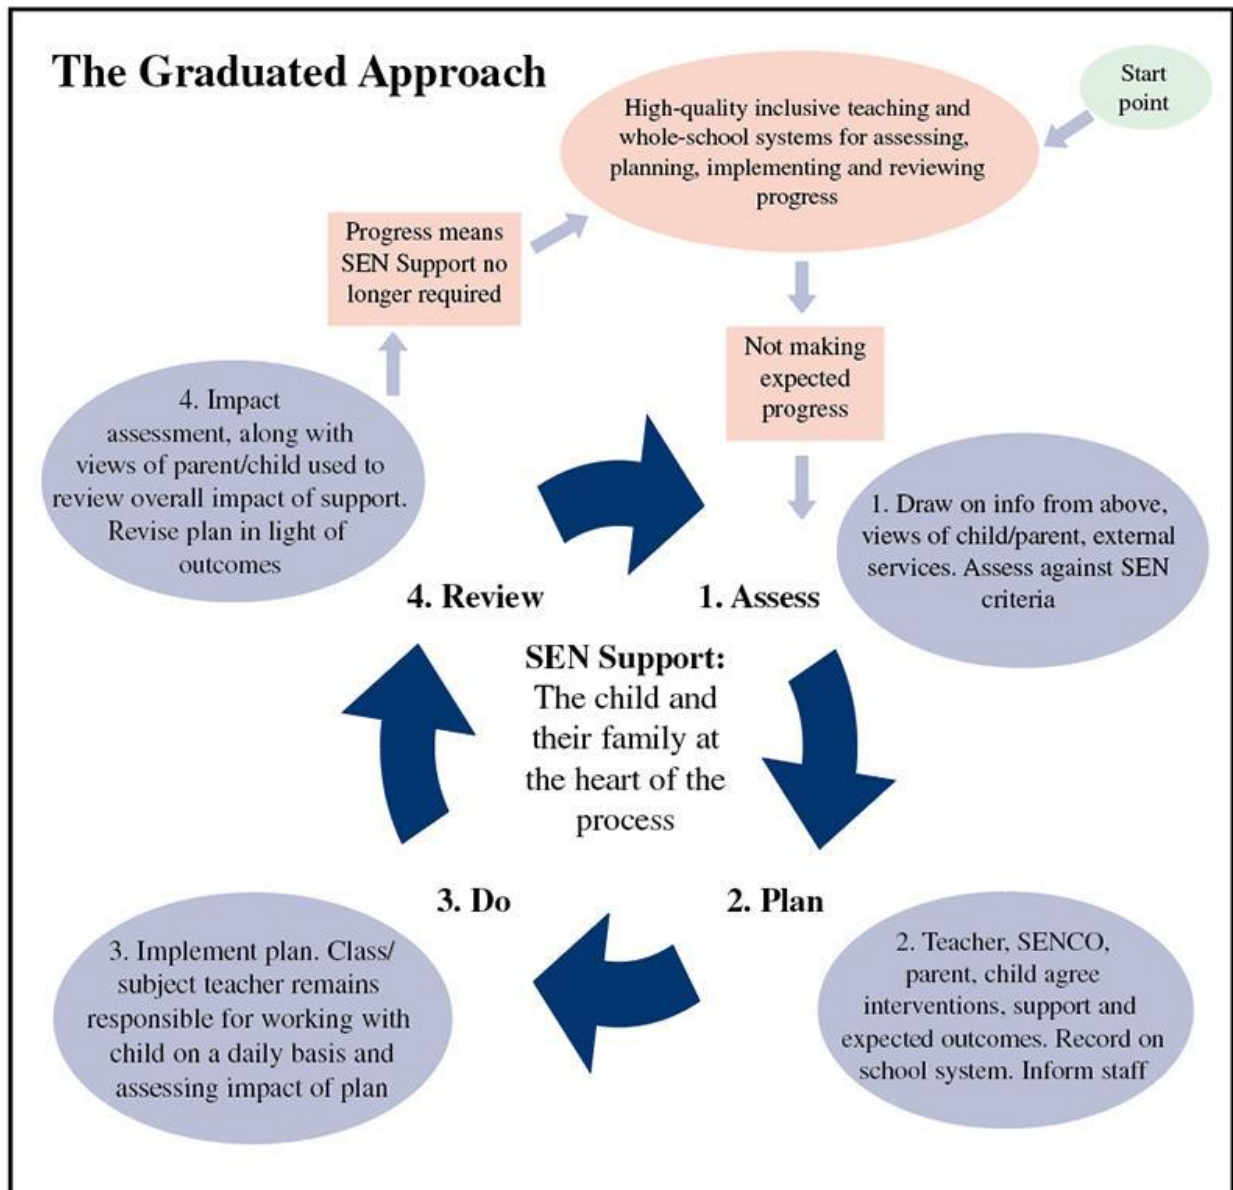 The Graduated Approach
Start
point
High-quality inclusive teaching and
whole-school systems for assessing,
planning, implementing and reviewing
progress
Progress means
SEN Support no
longer required
Not making
expected
progress
4. Impact
assessment, along with
views of parent/child used to
review overall impact of support.
Revise plan in light of
outcomes
1. Draw on info from above,
views of child/parent, external
services. Assess against SEN
criteria
4. Review
1. Assess
SEN Support:
The child and
their family at
the heart of the
process
3. Do
2. Plan
3. Implement plan. Class/
subject teacher remains
responsible for working with
child on a daily basis and
assessing impact of plan
2. Teacher, SENCO,
parent, child agree
interventions, support and
expected outcomes. Record on
school system. Inform staff